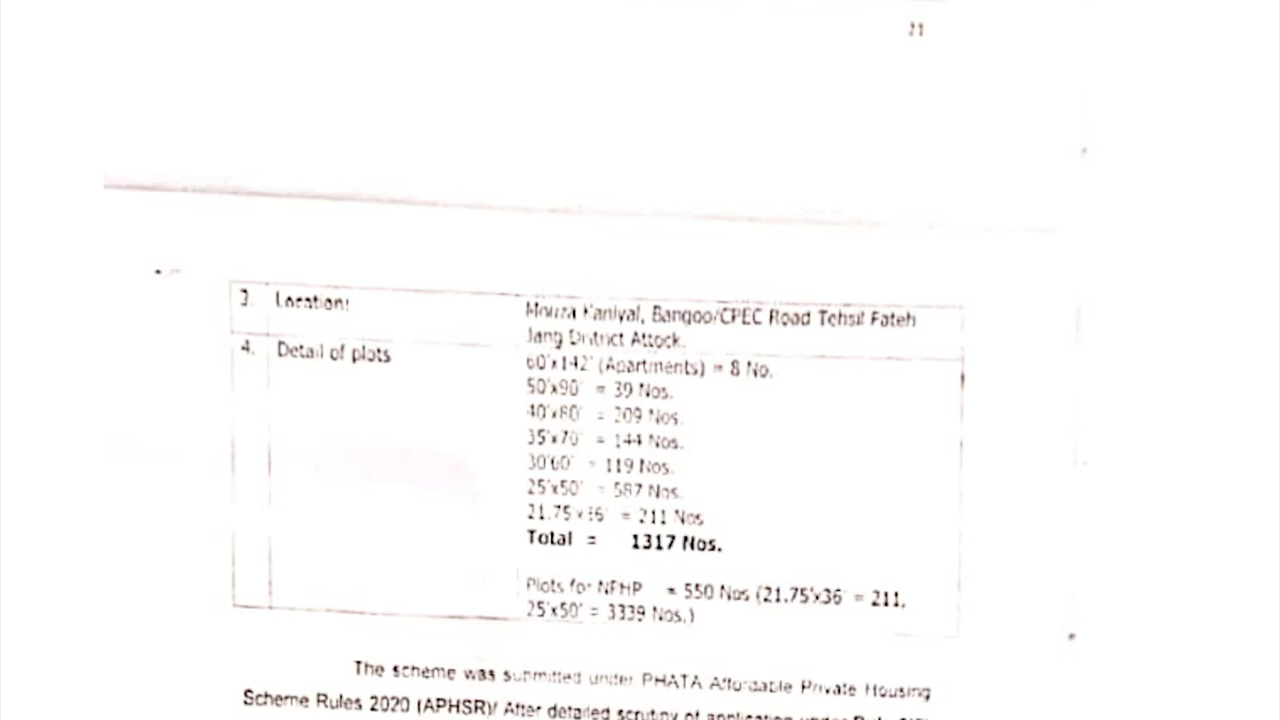 21
3. Location: Mouza Kaniyal, Bangoo/CPEC Road Tehsil Fateh
Jang District Attock.
4. Detail of plots 60'x142' (Apartments) = 8 No.
50'x90' = 39 Nos.
40'x80' = 209 Nos.
35'x70' = 144 Nos.
30'60' = 119 Nos.
25'x50' = 587 Nos.
21.75'x36' = 211 Nos
Total = 1317 Nos.
Plots for NPHP = 550 Nos (21.75'x36' = 211,
25'x50' = 3339 Nos.)
The scheme was submitted under PHATA Affordable Private Housing
Scheme Rules 2020 (APHSR)/ After detailed scrutiny of application under